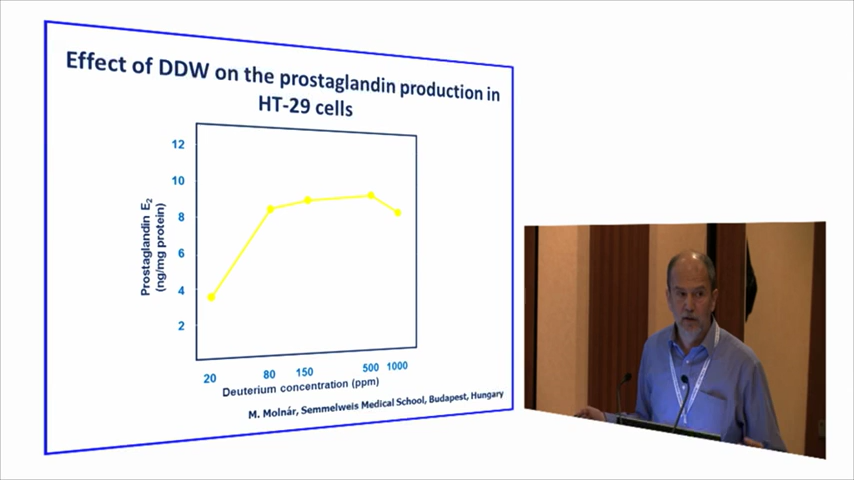 Effect of DDW on the prostaglandin production in
HT-29 cells
12
10
8
6
4
2
Prostaglandin E₂
(ng/mg protein)
20 80 150 500 1000
Deuterium concentration (ppm)
M. Molnár, Semmelweis Medical School, Budapest, Hungary